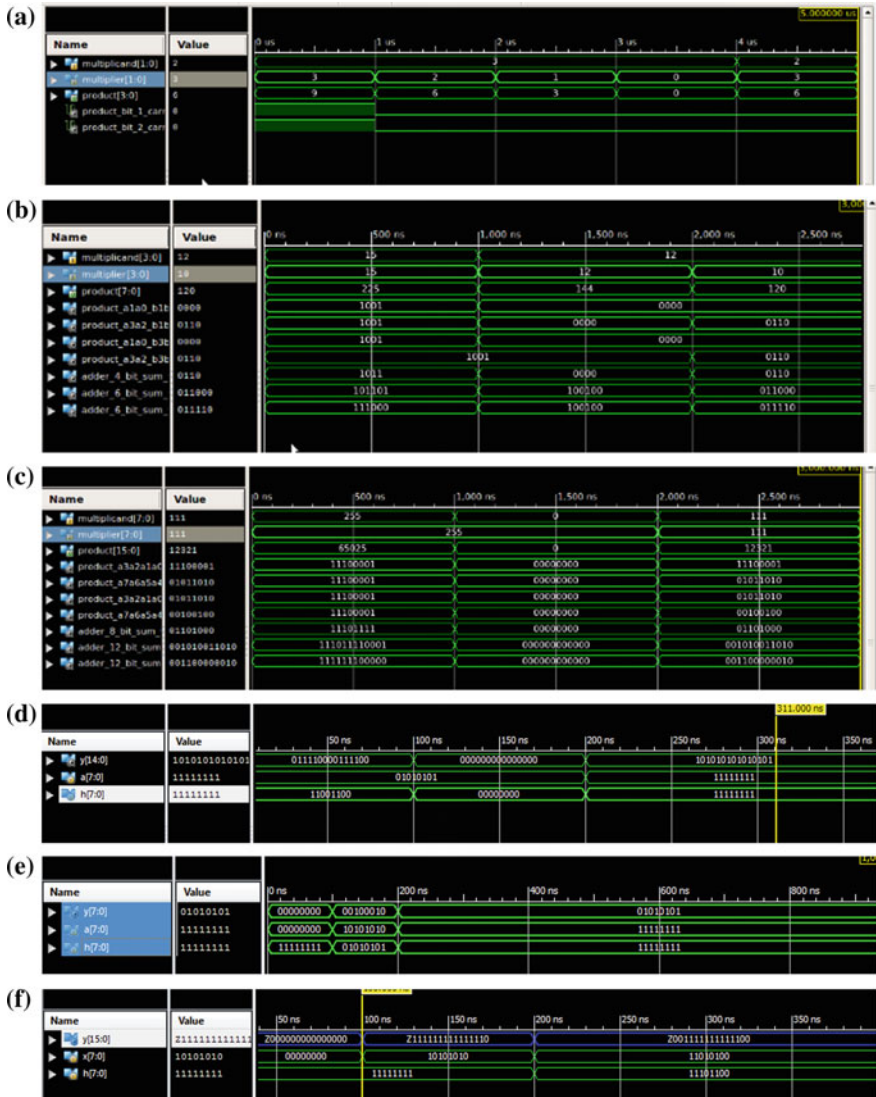 (a)
5.000000 us
Name Value 0 us 1 us 2 us 3 us 4 us
multiplicand[1:0] 2 3 2
multiplier[1:0] 3 3 2 1 0 3
product[3:0] 6 9 6 3 0 6
product_bit_1_carr 0
product_bit_2_carr 0
(b)
3,000
Name Value 0 ns 500 ns 1,000 ns 1,500 ns 2,000 ns 2,500 ns
multiplicand[3:0] 12 15 12
multiplier[3:0] 10 15 12 10
product[7:0] 120 225 144 120
product_a1a0_b1b 0000 1001 0000
product_a3a2_b1b 0110 1001 0000 0110
product_a1a0_b3b 0000 1001 0000
product_a3a2_b3b 0110 1001 0110
adder_4_bit_sum_ 0110 1011 0000 0110
adder_6_bit_sum_ 011000 101101 100100 011000
adder_6_bit_sum_ 011110 111000 100100 011110
(c)
3,000.000 ns
Name Value 0 ns 500 ns 1,000 ns 1,500 ns 2,000 ns 2,500 ns
multiplicand[7:0] 111 255 0 111
multiplier[7:0] 111 255 111
product[15:0] 12321 65025 0 12321
product_a3a2a1a0 11100001 11100001 00000000 11100001
product_a7a6a5a4 01011010 11100001 00000000 01011010
product_a3a2a1a0 01011010 11100001 00000000 01011010
product_a7a6a5a4 00100100 11100001 00000000 00100100
adder_8_bit_sum_ 01101000 11101111 00000000 01101000
adder_12_bit_sum 001010011010 111011110001 000000000000 001010011010
adder_12_bit_sum 001100000010 111111100000 000000000000 001100000010
(d)
311.000 ns
Name Value 50 ns 100 ns 150 ns 200 ns 250 ns 300 ns 350 ns
y[14:0] 1010101010101 011110000111100 000000000000000 101010101010101
a[7:0] 11111111 01010101 11111111
h[7:0] 11111111 11001100 00000000 11111111
(e)
1,0
Name Value 0 ns 200 ns 400 ns 600 ns 800 ns
y[7:0] 01010101 00000000 00100010 01010101
a[7:0] 11111111 00000000 10101010 11111111
h[7:0] 11111111 11111111 01010101 11111111
(f)
Name Value 50 ns 100 ns 150 ns 200 ns 250 ns 300 ns 350 ns
y[15:0] Z111111111111 Z000000000000000 Z111111111111110 Z001111111111100
x[7:0] 10101010 00000000 10101010 11010100
h[7:0] 11111111 11111111 11101100